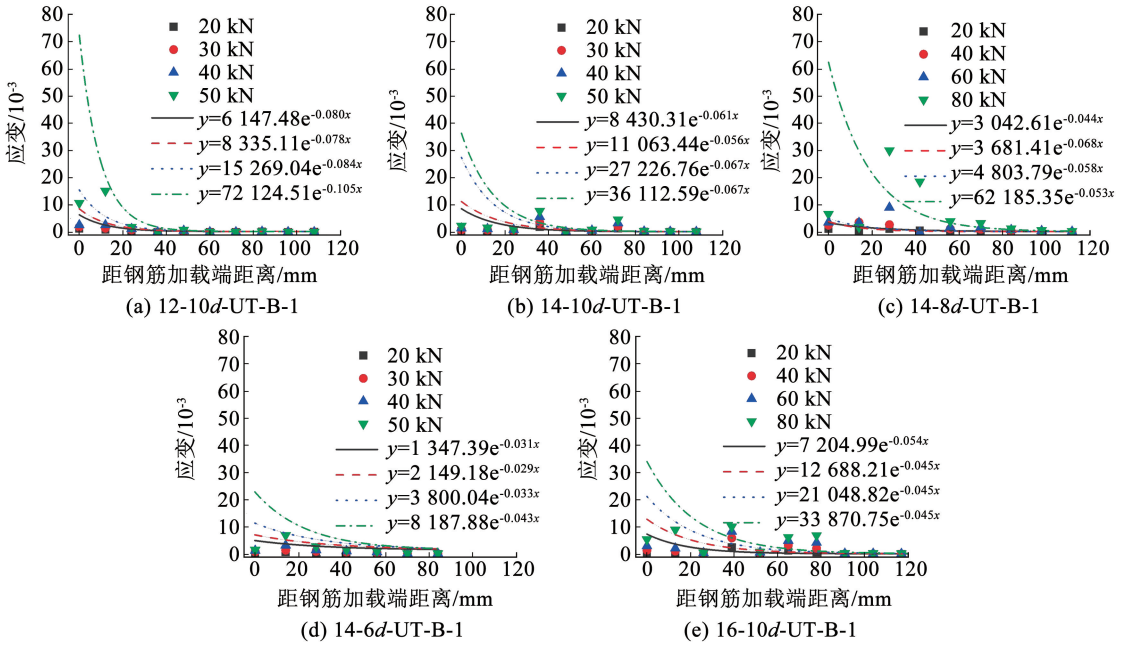 80
70
60
50
40
30
20
10
0
应变/10-3
20 kN
30 kN
40 kN
50 kN
y=6 147.48e-0.080x
y=8 335.11e-0.078x
y=15 269.04e-0.084x
y=72 124.51e-0.105x
0 20 40 60 80 100 120
距钢筋加载端距离/mm
(a) 12-10d-UT-B-1
80
70
60
50
40
30
20
10
0
应变/10-3
20 kN
30 kN
40 kN
50 kN
y=8 430.31e-0.061x
y=11 063.44e-0.056x
y=27 226.76e-0.067x
y=36 112.59e-0.067x
0 20 40 60 80 100 120
距钢筋加载端距离/mm
(b) 14-10d-UT-B-1
80
70
60
50
40
30
20
10
0
应变/10-3
20 kN
40 kN
60 kN
80 kN
y=3 042.61e-0.044x
y=3 681.41e-0.068x
y=4 803.79e-0.058x
y=62 185.35e-0.053x
0 20 40 60 80 100 120
距钢筋加载端距离/mm
(c) 14-8d-UT-B-1
80
70
60
50
40
30
20
10
0
应变/10-3
20 kN
30 kN
40 kN
50 kN
y=1 347.39e-0.031x
y=2 149.18e-0.029x
y=3 800.04e-0.033x
y=8 187.88e-0.043x
0 20 40 60 80 100 120
距钢筋加载端距离/mm
(d) 14-6d-UT-B-1
80
70
60
50
40
30
20
10
0
应变/10-3
20 kN
40 kN
60 kN
80 kN
y=7 204.99e-0.054x
y=12 688.21e-0.045x
y=21 048.82e-0.045x
y=33 870.75e-0.045x
0 20 40 60 80 100 120
距钢筋加载端距离/mm
(e) 16-10d-UT-B-1